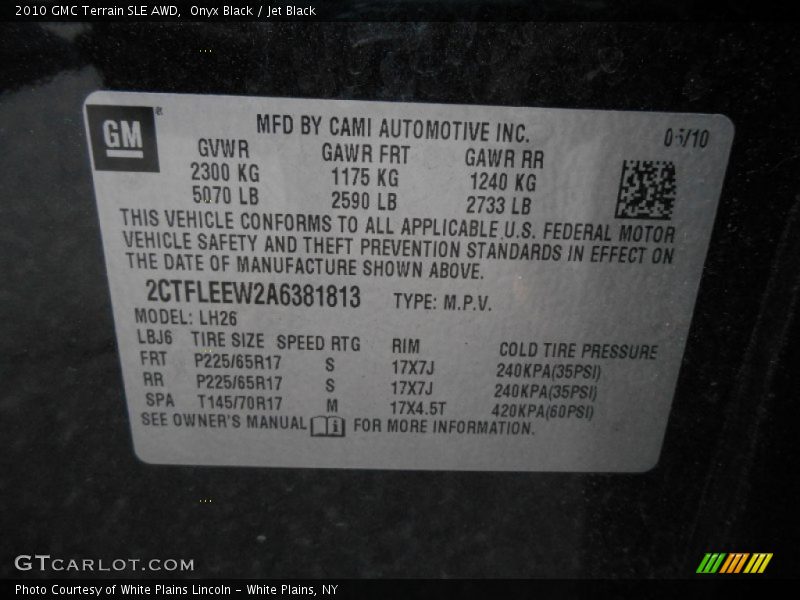 2010 GMC Terrain SLE AWD,  Onyx Black / Jet Black
GM
MFD BY CAMI AUTOMOTIVE INC.
05/10
GVWR GAWR FRT GAWR RR
2300 KG 1175 KG 1240 KG
5070 LB 2590 LB 2733 LB
THIS VEHICLE CONFORMS TO ALL APPLICABLE U.S. FEDERAL MOTOR
VEHICLE SAFETY AND THEFT PREVENTION STANDARDS IN EFFECT ON
THE DATE OF MANUFACTURE SHOWN ABOVE.
2CTFLEEW2A6381813 TYPE: M.P.V.
MODEL: LH26
LBJ6 TIRE SIZE SPEED RTG RIM COLD TIRE PRESSURE
FRT P225/65R17 S 17X7J 240KPA(35PSI)
RR P225/65R17 S 17X7J 240KPA(35PSI)
SPA T145/70R17 M 17X4.5T 420KPA(60PSI)
SEE OWNER'S MANUAL FOR MORE INFORMATION.
GTCARLOT.COM
Photo Courtesy of White Plains Lincoln - White Plains, NY